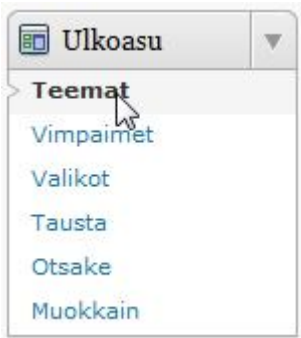 Ulkoasu
Teemat
Vimpaimet
Valikot
Tausta
Otsake
Muokkain